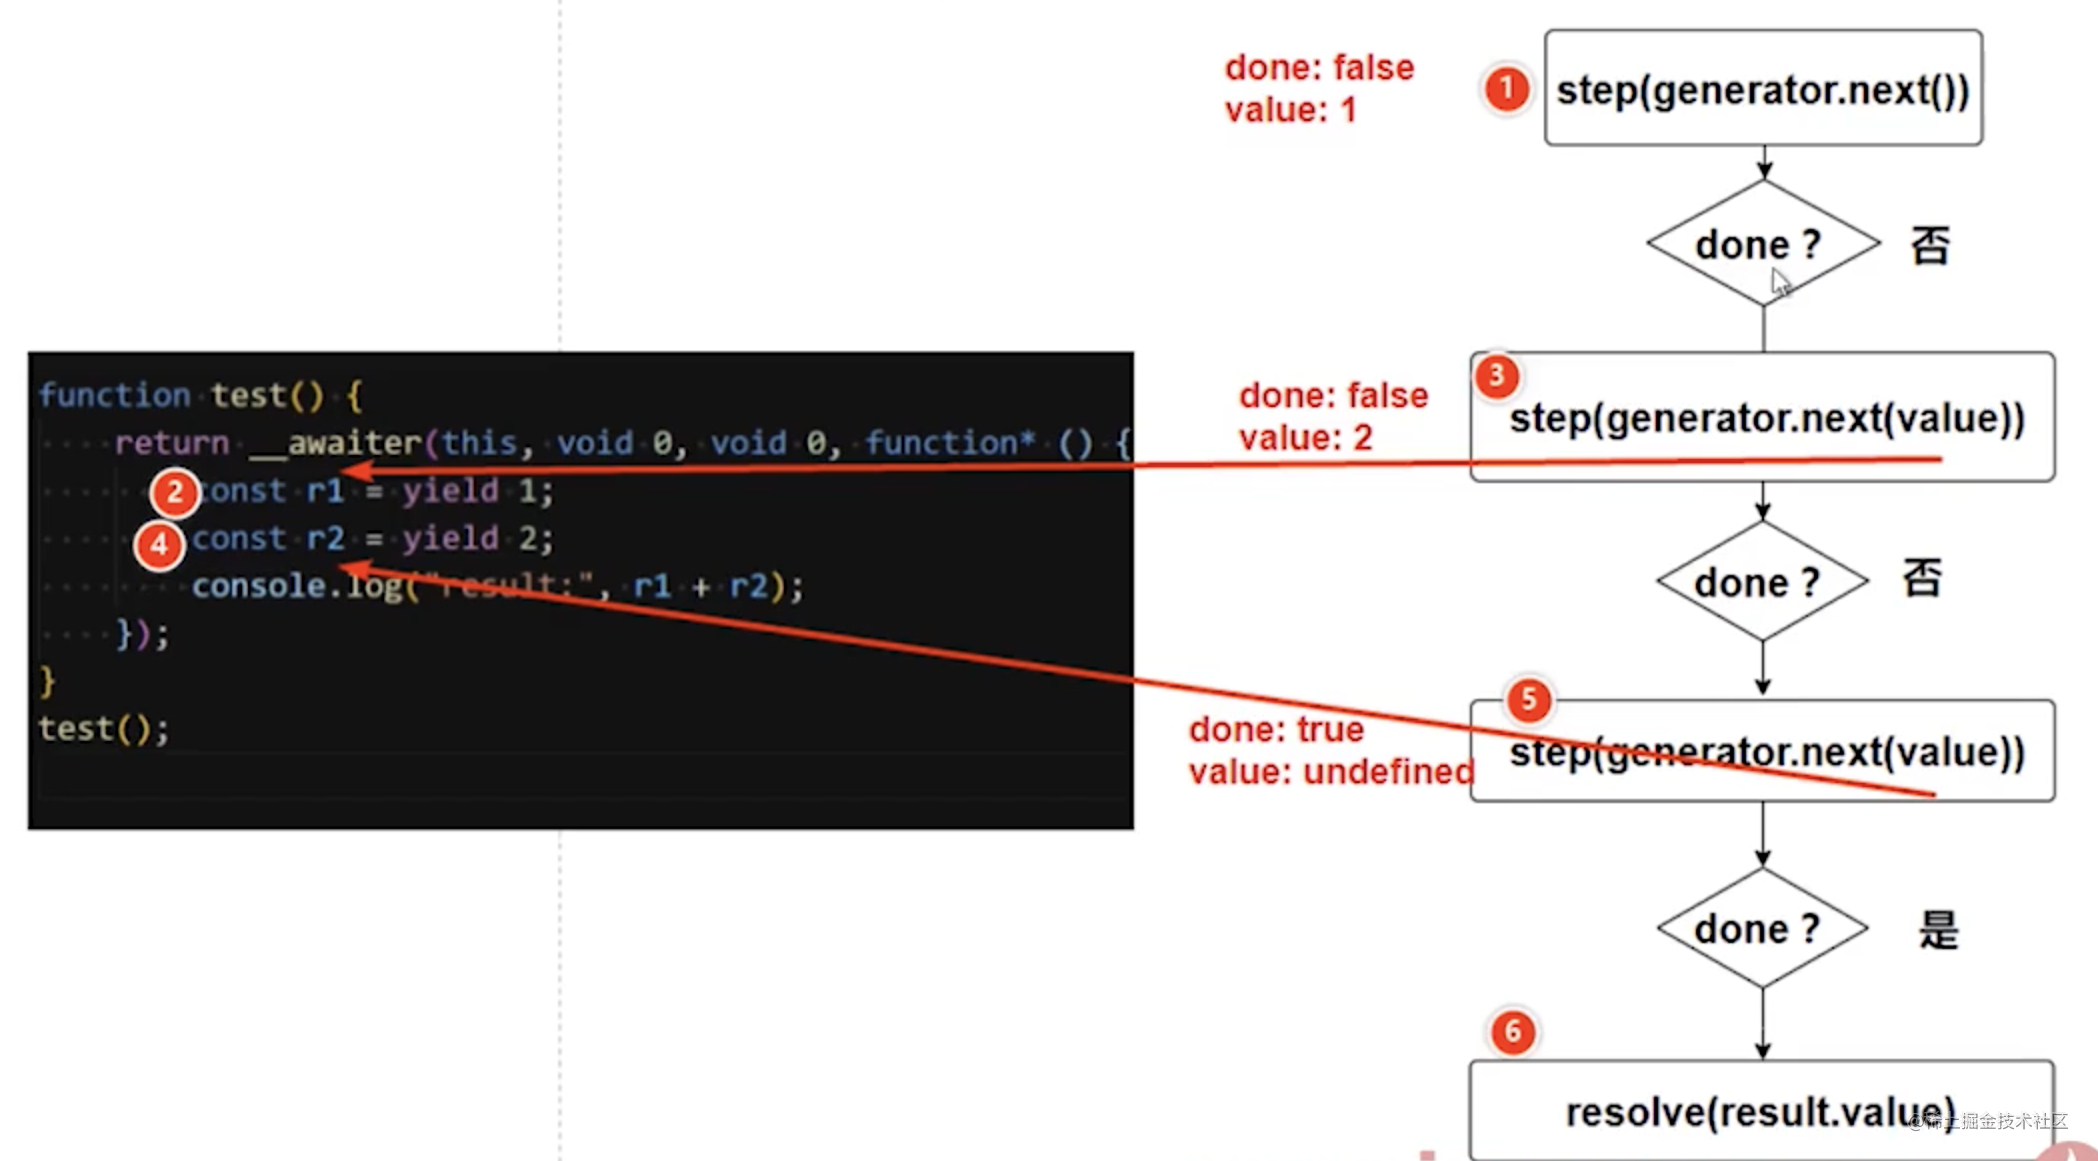 done: false
value: 1
1
step(generator.next())
done ?
否
function test() {
return __awaiter(this, void 0, void 0, function* () {
2
const r1 = yield 1;
4
const r2 = yield 2;
console.log("result:", r1 + r2);
});
}
test();
done: false
value: 2
3
step(generator.next(value))
done ?
否
done: true
value: undefined
5
step(generator.next(value))
done ?
是
6
resolve(result.value)
@稀土掘金技术社区